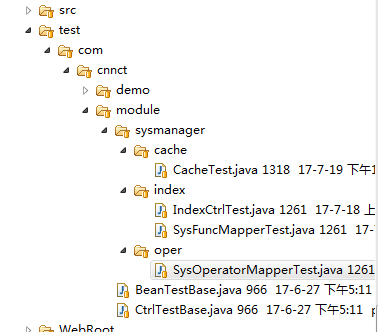 src
test
com
cnnct
demo
module
sysmanager
cache
CacheTest.java 1318 17-7-19 下午1
index
IndexCtrlTest.java 1261 17-7-18 上
SysFuncMapperTest.java 1261 17-7
oper
SysOperatorMapperTest.java 1261
BeanTestBase.java 966 17-6-27 下午5:11
CtrlTestBase.java 966 17-6-27 下午5:11 p
WebRoot